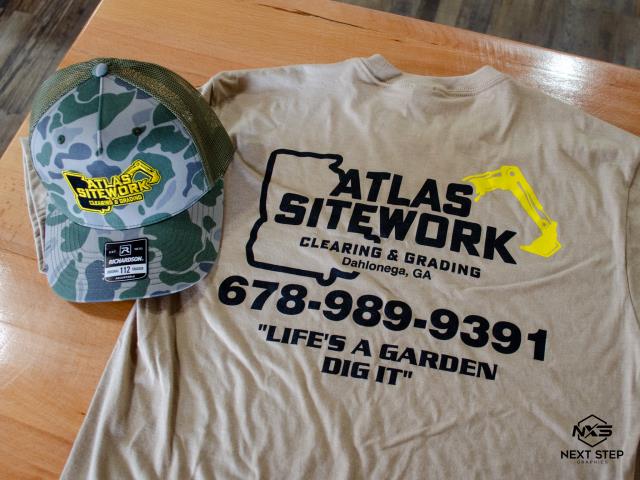 ATLAS
SITEWORK
CLEARING & GRADING
RICHARDSON
112
ATLAS
SITEWORK
CLEARING & GRADING
Dahlonega, GA
678-989-9391
"LIFE'S A GARDEN
DIG IT"
NXS
NEXT STEP
GRAPHICS